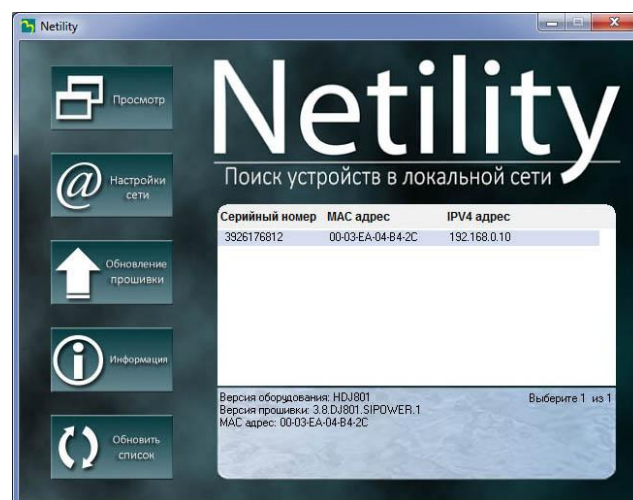 Netility
Просмотр
Настройки
сети
Обновление
прошивки
Информация
Обновить
список
Netility
Поиск устройств в локальной сети
Серийный номер MAC адрес IPV4 адрес
3926176812 00-03-EA-04-B4-2C 192.168.0.10
Версия оборудования: HDJ801 Выберите 1 из 1
Версия прошивки: 3.8.DJ801.SIPOWER.1
MAC адрес: 00-03-EA-04-B4-2C